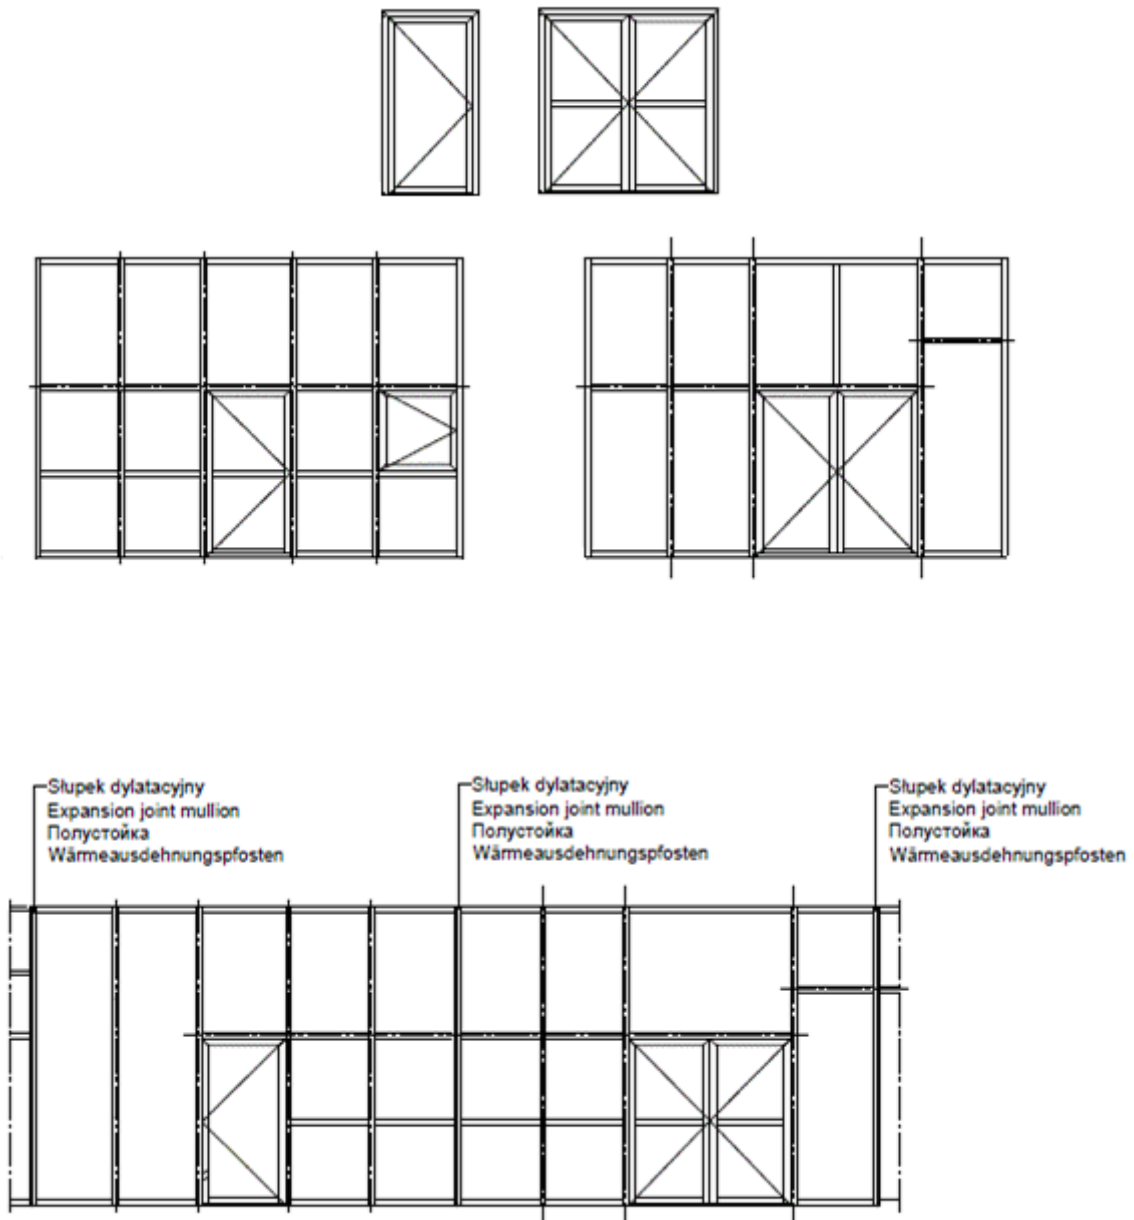 Słupek dylatacyjny
Expansion joint mullion
Полустойка
Wärmeausdehnungspfosten
Słupek dylatacyjny
Expansion joint mullion
Полустойка
Wärmeausdehnungspfosten
Słupek dylatacyjny
Expansion joint mullion
Полустойка
Wärmeausdehnungspfosten